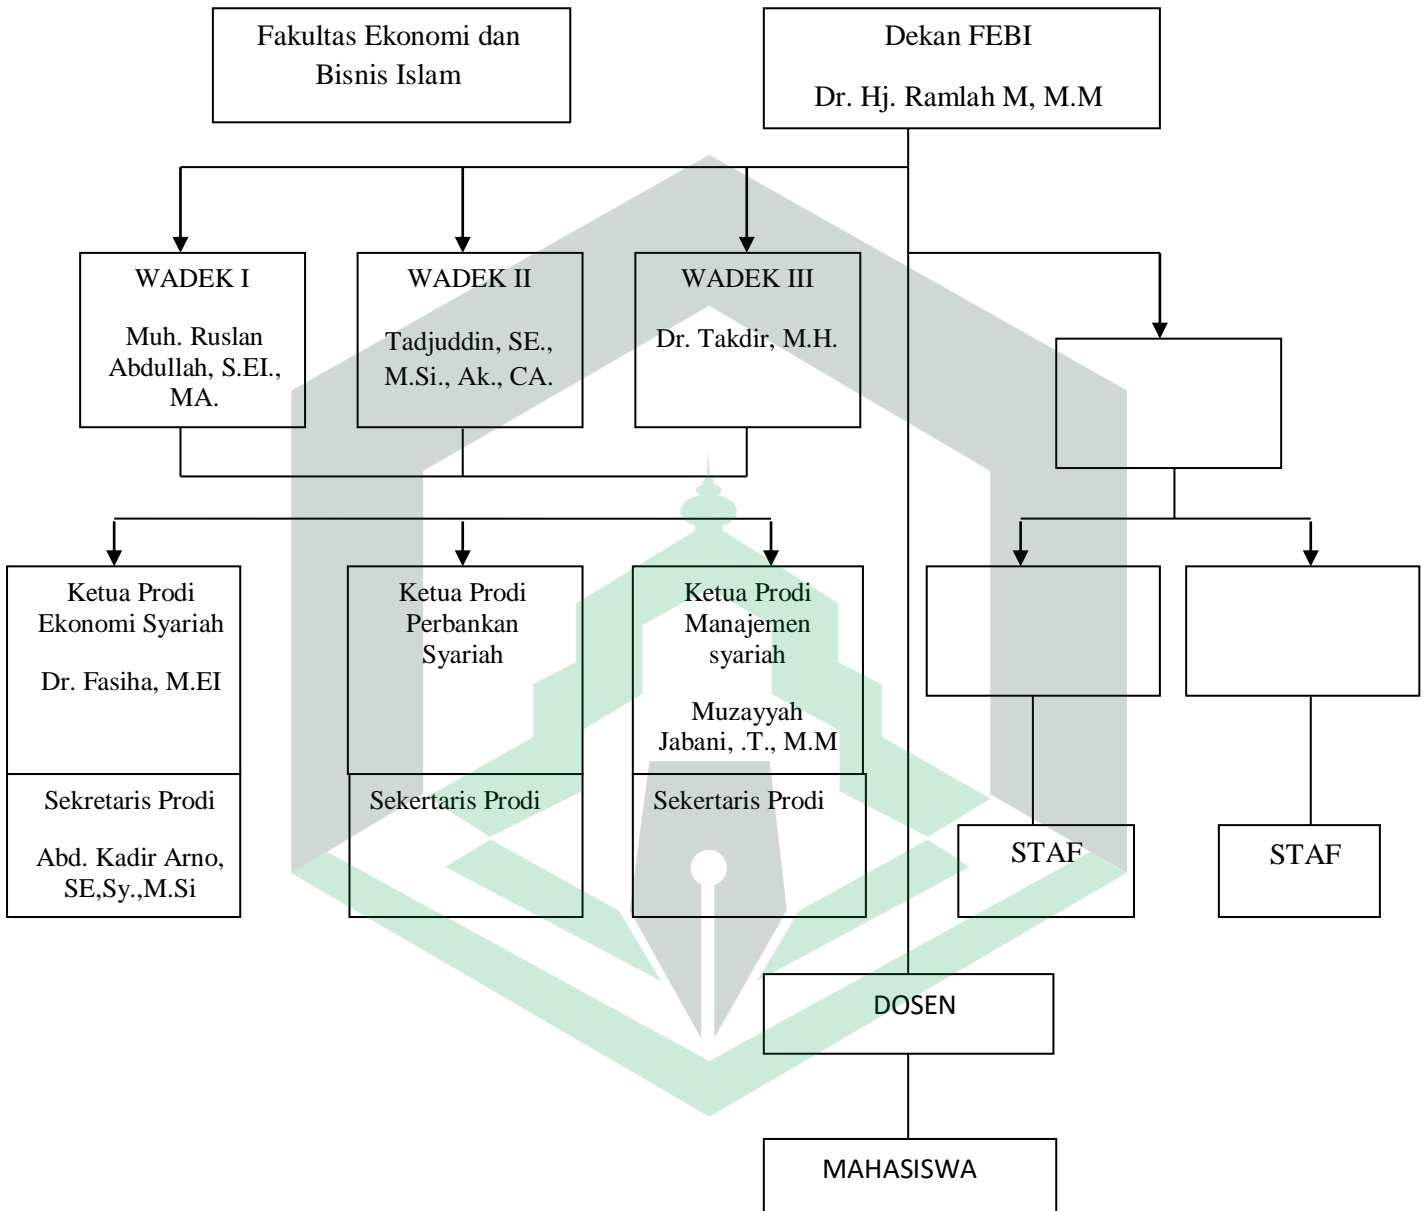 Fakultas Ekonomi dan
Bisnis Islam
Dekan FEBI
Dr. Hj. Ramlah M, M.M
WADEK I
Muh. Ruslan
Abdullah, S.EI.,
MA.
WADEK II
Tadjuddin, SE.,
M.Si., Ak., CA.
WADEK III
Dr. Takdir, M.H.
Ketua Prodi
Ekonomi Syariah
Dr. Fasiha, M.EI
Ketua Prodi
Perbankan
Syariah
Ketua Prodi
Manajemen
syariah
Muzayyah
Jabani, .T., M.M
Sekretaris Prodi
Abd. Kadir Arno,
SE,Sy.,M.Si
Sekertaris Prodi
Sekertaris Prodi
STAF
STAF
DOSEN
MAHASISWA